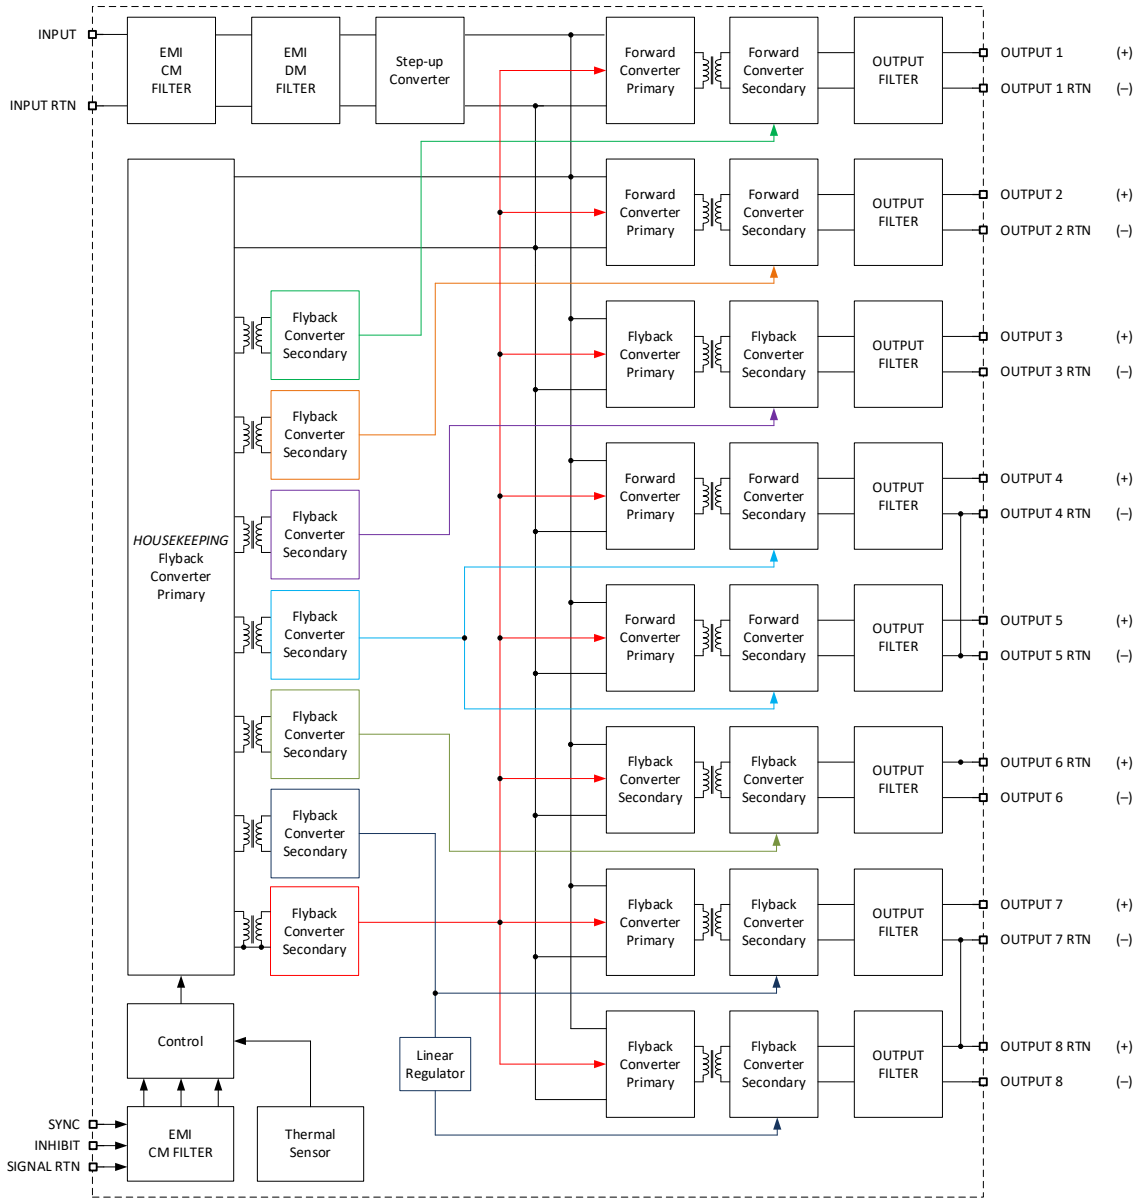 INPUT
INPUT RTN
EMI
CM
FILTER
EMI
DM
FILTER
Step-up
Converter
Forward
Converter
Primary
Forward
Converter
Secondary
OUTPUT
FILTER
OUTPUT 1 (+)
OUTPUT 1 RTN (–)
Forward
Converter
Primary
Forward
Converter
Secondary
OUTPUT
FILTER
OUTPUT 2 (+)
OUTPUT 2 RTN (–)
Flyback
Converter
Primary
Flyback
Converter
Secondary
OUTPUT
FILTER
OUTPUT 3 (+)
OUTPUT 3 RTN (–)
Forward
Converter
Primary
Forward
Converter
Secondary
OUTPUT
FILTER
OUTPUT 4 (+)
OUTPUT 4 RTN (–)
Forward
Converter
Primary
Forward
Converter
Secondary
OUTPUT
FILTER
OUTPUT 5 (+)
OUTPUT 5 RTN (–)
Flyback
Converter
Secondary
Flyback
Converter
Secondary
OUTPUT
FILTER
OUTPUT 6 RTN (+)
OUTPUT 6 (–)
Flyback
Converter
Primary
Flyback
Converter
Secondary
OUTPUT
FILTER
OUTPUT 7 (+)
OUTPUT 7 RTN (–)
Flyback
Converter
Primary
Flyback
Converter
Secondary
OUTPUT
FILTER
OUTPUT 8 RTN (+)
OUTPUT 8 (–)
HOUSEKEEPING
Flyback
Converter
Primary
Flyback
Converter
Secondary
Flyback
Converter
Secondary
Flyback
Converter
Secondary
Flyback
Converter
Secondary
Flyback
Converter
Secondary
Flyback
Converter
Secondary
Flyback
Converter
Secondary
Linear
Regulator
Control
SYNC
INHIBIT
SIGNAL RTN
EMI
CM FILTER
Thermal
Sensor